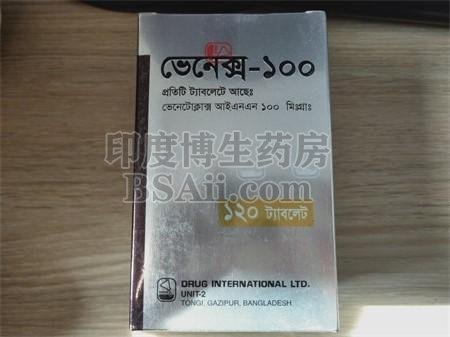 ভেনেক্স-১০০
প্রতিটি ট্যাবলেটে আছেঃ
ভেনেটোক্লাক্স আইএনএন ১০০ মিঃগ্রাঃ
印度博生药房
BSAii.com
১২০ ট্যাবলেট
DRUG INTERNATIONAL LTD.
UNIT-2
TONGI, GAZIPUR, BANGLADESH